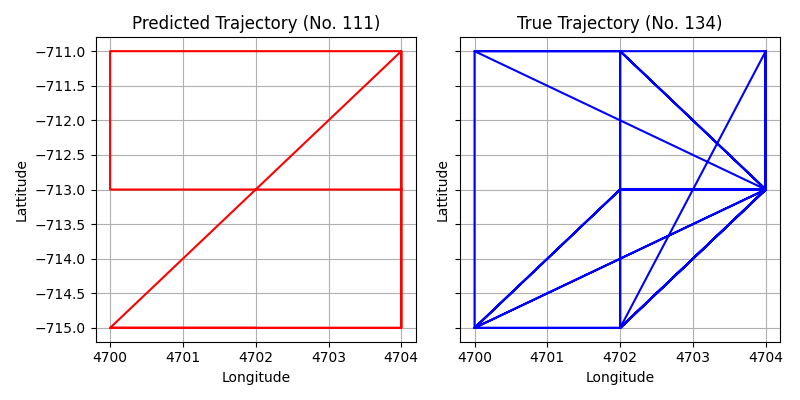 Predicted Trajectory (No. 111)
True Trajectory (No. 134)
Lattitude
−711.0
−711.5
−712.0
−712.5
−713.0
−713.5
−714.0
−714.5
−715.0
4700 4701 4702 4703 4704
Longitude
Lattitude
4700 4701 4702 4703 4704
Longitude